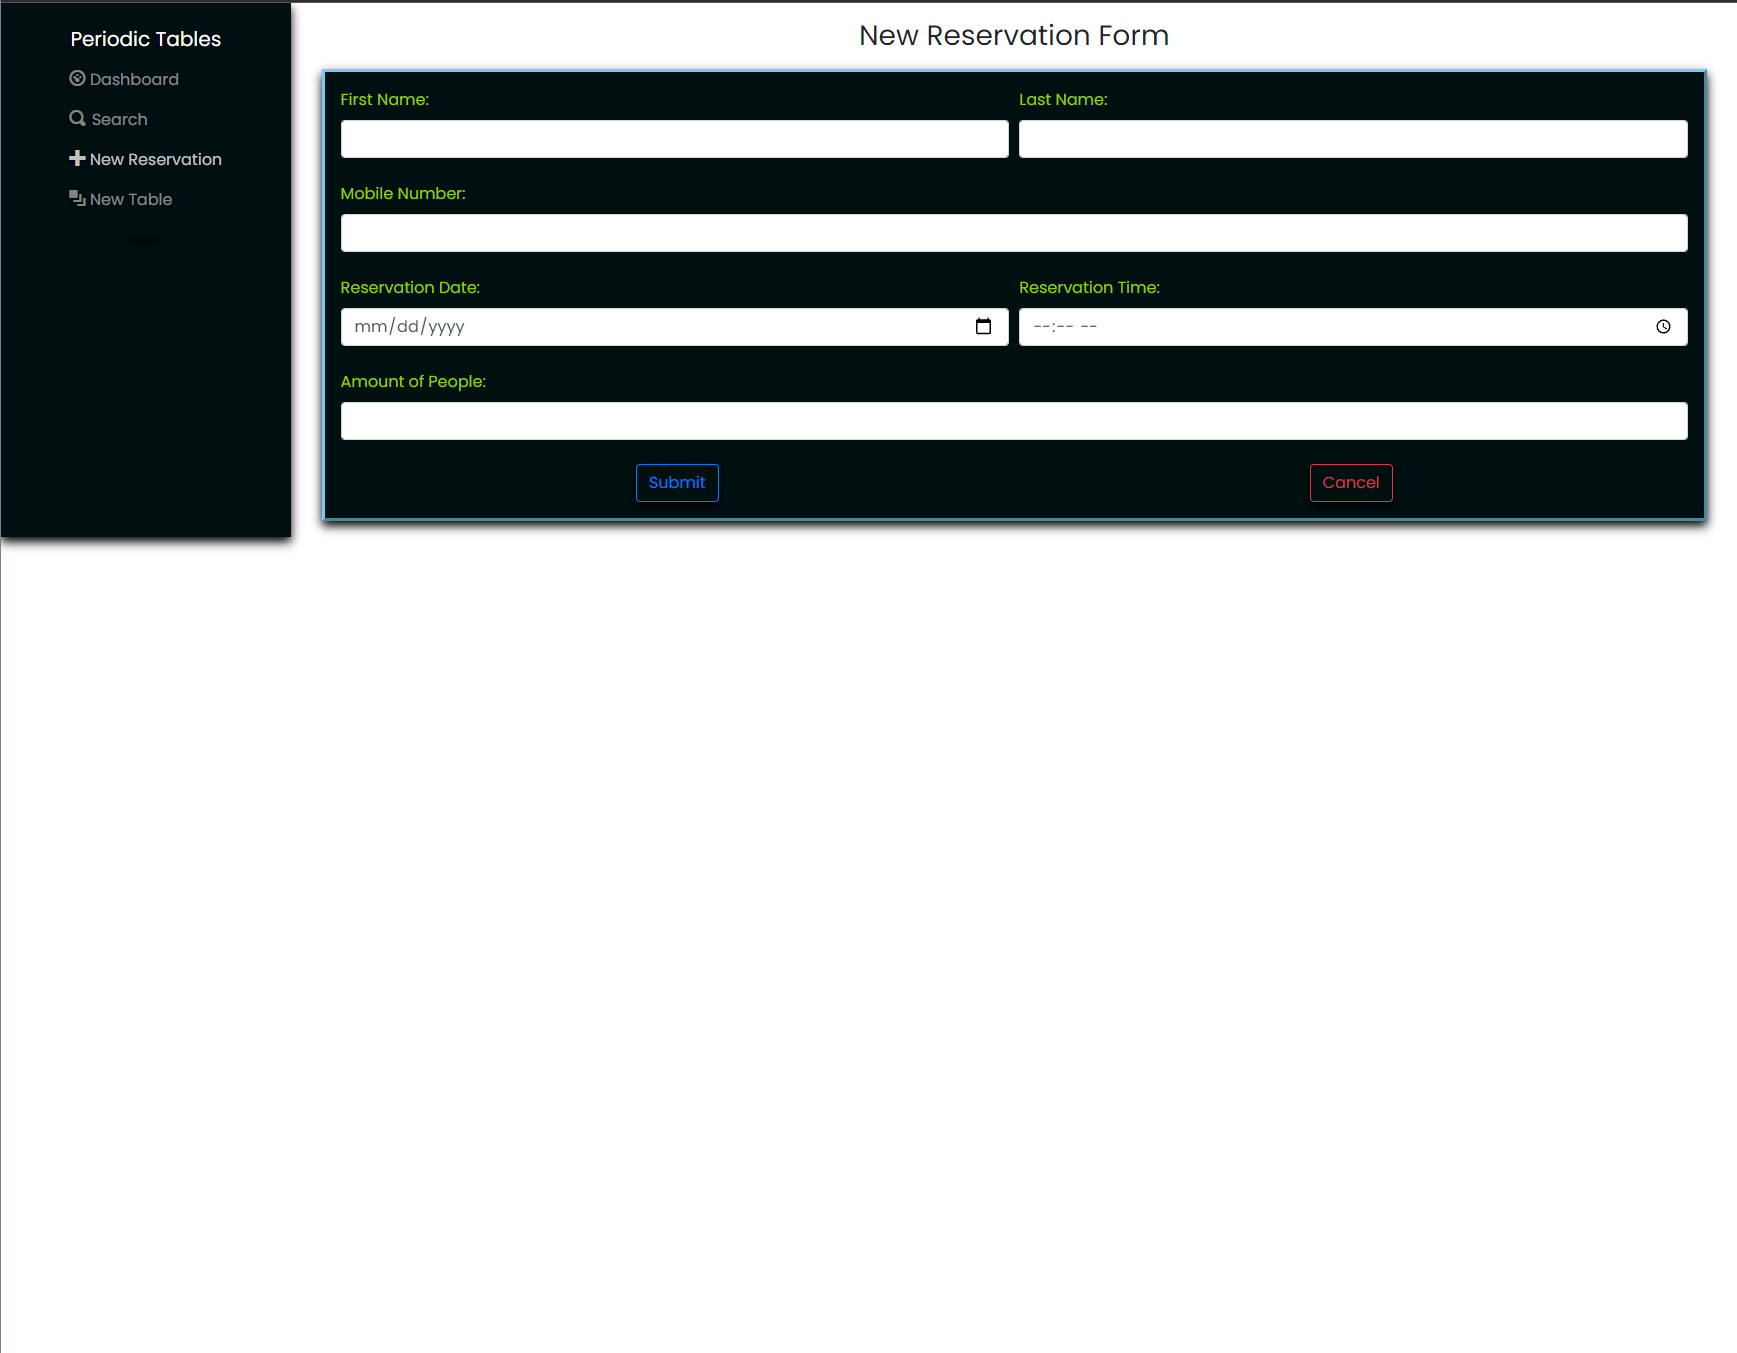 Periodic Tables
Dashboard
Search
New Reservation
New Table
New Reservation Form
First Name:
Last Name:
Mobile Number:
Reservation Date:
Reservation Time:
mm/dd/yyyy
--:-- --
Amount of People:
Submit
Cancel